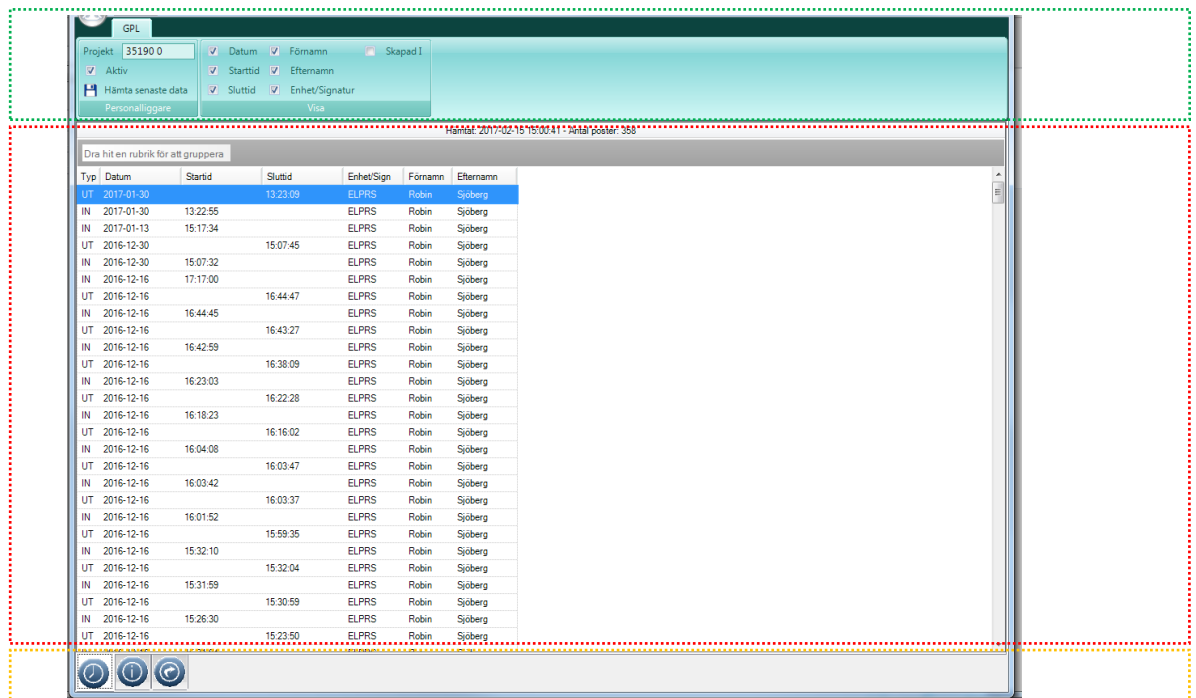 GPL
Projekt 35190 0 Datum Förnamn Skapad I
Aktiv Starttid Efternamn
Hämta senaste data Sluttid Enhet/Signatur
Personalliggare Visa
Hämtat: 2017-02-15 15:00:41 - Antal poster: 358
Dra hit en rubrik för att gruppera
Typ Datum Startid Sluttid Enhet/Sign Förnamn Efternamn
UT 2017-01-30 13:23:09 ELPRS Robin Sjöberg
IN 2017-01-30 13:22:55 ELPRS Robin Sjöberg
IN 2017-01-13 15:17:34 ELPRS Robin Sjöberg
UT 2016-12-30 15:07:45 ELPRS Robin Sjöberg
IN 2016-12-30 15:07:32 ELPRS Robin Sjöberg
IN 2016-12-16 17:17:00 ELPRS Robin Sjöberg
UT 2016-12-16 16:44:47 ELPRS Robin Sjöberg
IN 2016-12-16 16:44:45 ELPRS Robin Sjöberg
UT 2016-12-16 16:43:27 ELPRS Robin Sjöberg
IN 2016-12-16 16:42:59 ELPRS Robin Sjöberg
UT 2016-12-16 16:38:09 ELPRS Robin Sjöberg
IN 2016-12-16 16:23:03 ELPRS Robin Sjöberg
UT 2016-12-16 16:22:28 ELPRS Robin Sjöberg
IN 2016-12-16 16:18:23 ELPRS Robin Sjöberg
UT 2016-12-16 16:16:02 ELPRS Robin Sjöberg
IN 2016-12-16 16:04:08 ELPRS Robin Sjöberg
UT 2016-12-16 16:03:47 ELPRS Robin Sjöberg
IN 2016-12-16 16:03:42 ELPRS Robin Sjöberg
UT 2016-12-16 16:03:37 ELPRS Robin Sjöberg
IN 2016-12-16 16:01:52 ELPRS Robin Sjöberg
UT 2016-12-16 15:59:35 ELPRS Robin Sjöberg
IN 2016-12-16 15:32:10 ELPRS Robin Sjöberg
UT 2016-12-16 15:32:04 ELPRS Robin Sjöberg
IN 2016-12-16 15:31:59 ELPRS Robin Sjöberg
UT 2016-12-16 15:30:59 ELPRS Robin Sjöberg
IN 2016-12-16 15:26:30 ELPRS Robin Sjöberg
UT 2016-12-16 15:23:50 ELPRS Robin Sjöberg